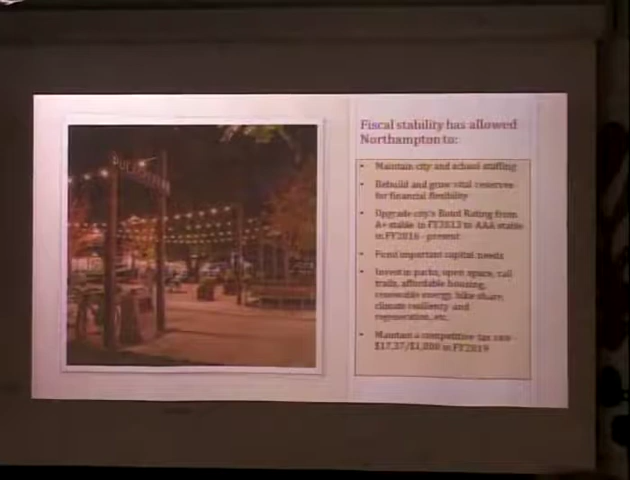 Fiscal stability has allowed
Northampton to:
• Maintain city and school staffing
• Rebuild and grow vital reserves
for financial flexibility
• Upgrade city's Bond Rating from
A+ stable in FY2013 to AAA stable
in FY2016 - present
• Fund important capital needs
• Invest in parks, open space, rail
trails, affordable housing,
renewable energy, bike share,
climate resiliency and
regeneration, etc.
• Maintain a competitive tax rate -
$17.37/$1,000 in FY2019
PULASKI PARK